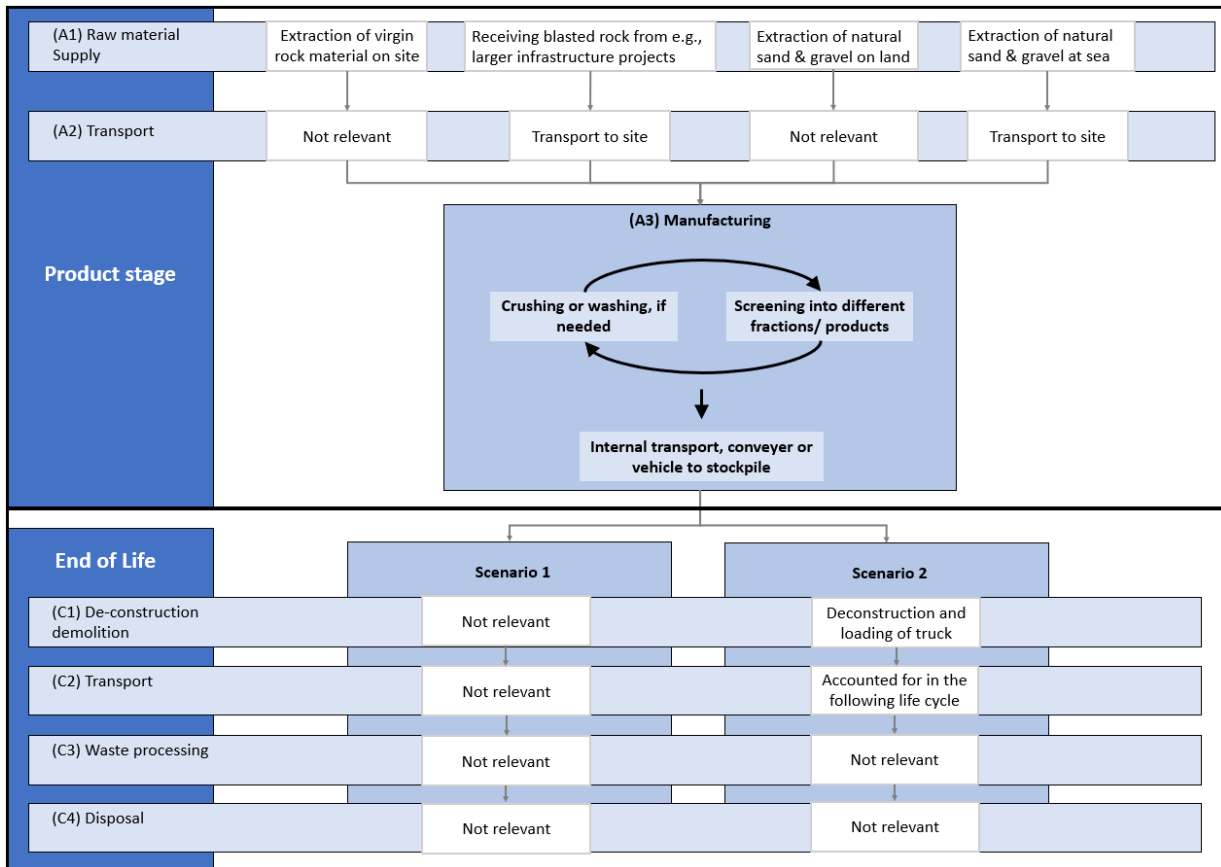 (A1) Raw material
Supply
Extraction of virgin
rock material on site
Receiving blasted rock from e.g.,
larger infrastructure projects
Extraction of natural
sand & gravel on land
Extraction of natural
sand & gravel at sea
(A2) Transport
Not relevant
Transport to site
Not relevant
Transport to site
Product stage
(A3) Manufacturing
Crushing or washing, if
needed
Screening into different
fractions/ products
Internal transport, conveyer or
vehicle to stockpile
End of Life
Scenario 1
Scenario 2
(C1) De-construction
demolition
Not relevant
Deconstruction and
loading of truck
(C2) Transport
Not relevant
Accounted for in the
following life cycle
(C3) Waste processing
Not relevant
Not relevant
(C4) Disposal
Not relevant
Not relevant